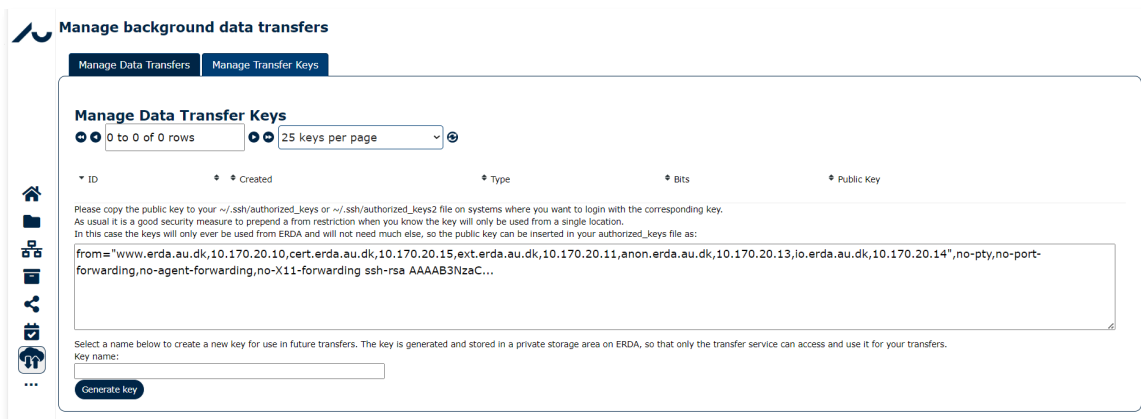 Manage background data transfers
Manage Data Transfers
Manage Transfer Keys
Manage Data Transfer Keys
0 to 0 of 0 rows
25 keys per page
ID
Created
Type
Bits
Public Key
Please copy the public key to your ~/.ssh/authorized_keys or ~/.ssh/authorized_keys2 file on systems where you want to login with the corresponding key.
As usual it is a good security measure to prepend a from restriction when you know the key will only be used from a single location.
In this case the keys will only ever be used from ERDA and will not need much else, so the public key can be inserted in your authorized_keys file as:
from="www.erda.au.dk,10.170.20.10,cert.erda.au.dk,10.170.20.15,ext.erda.au.dk,10.170.20.11,anon.erda.au.dk,10.170.20.13,io.erda.au.dk,10.170.20.14",no-pty,no-port-
forwarding,no-agent-forwarding,no-X11-forwarding ssh-rsa AAAAB3NzaC...
Select a name below to create a new key for use in future transfers. The key is generated and stored in a private storage area on ERDA, so that only the transfer service can access and use it for your transfers.
Key name:
Generate key